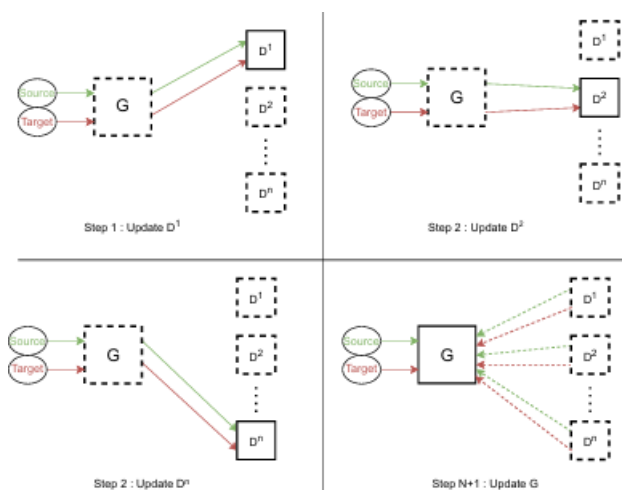 D¹
Source
G
Target
D²
Dⁿ
Step 1 : Update D¹
D¹
Source
G
D²
Target
Dⁿ
Step 2 : Update D²
D¹
Source
G
D²
Target
Dⁿ
Step 2 : Update Dⁿ
D¹
Source
G
D²
Target
Dⁿ
Step N+1 : Update G